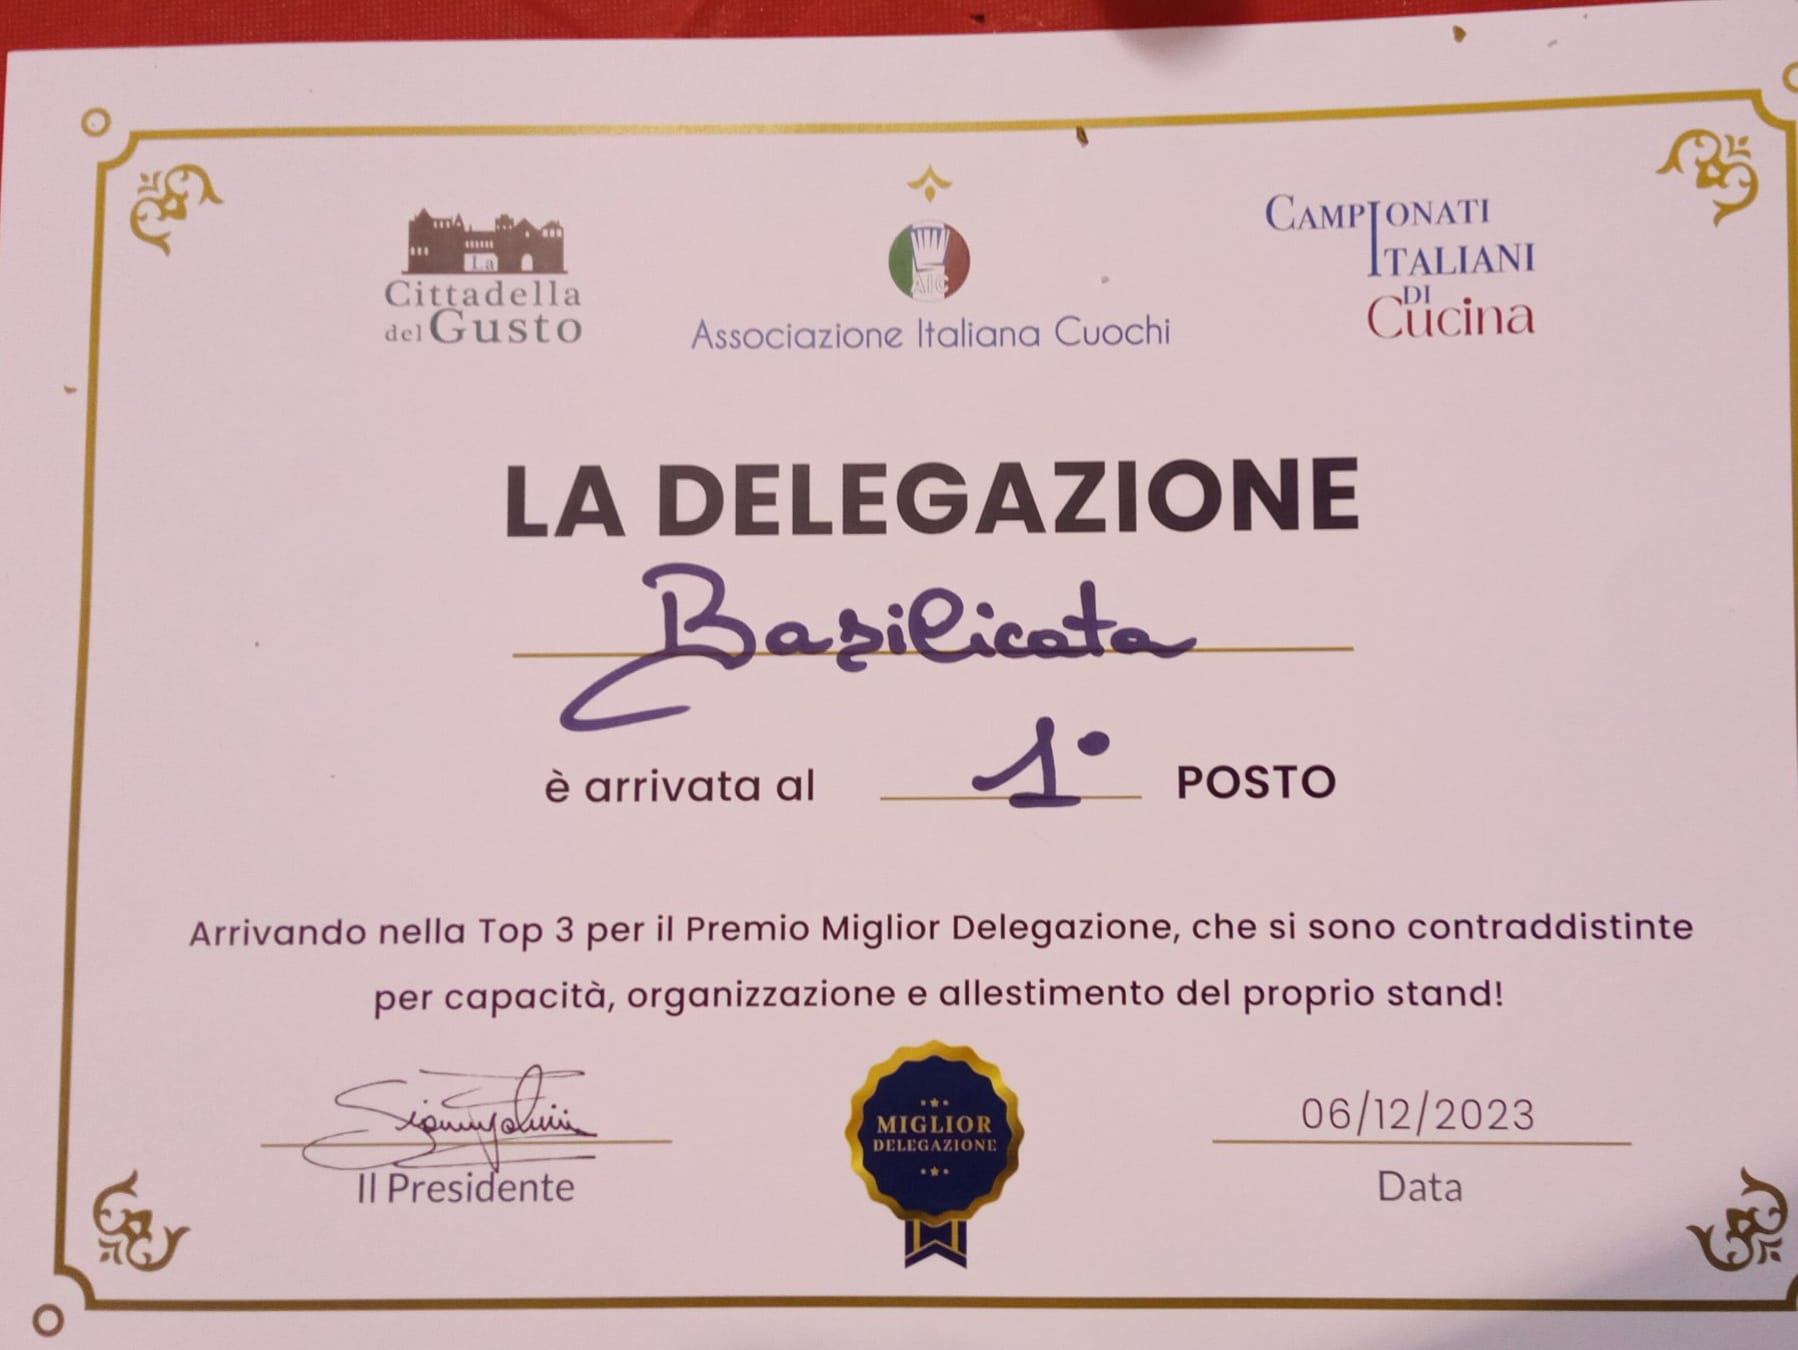 La
Cittadella
del Gusto
AIC
Associazione Italiana Cuochi
CAMPIONATI
ITALIANI
DI
Cucina
LA DELEGAZIONE
Basilicata
è arrivata al 1° POSTO
Arrivando nella Top 3 per il Premio Miglior Delegazione, che si sono contraddistinte
per capacità, organizzazione e allestimento del proprio stand!
Il Presidente
MIGLIOR
DELEGAZIONE
06/12/2023
Data